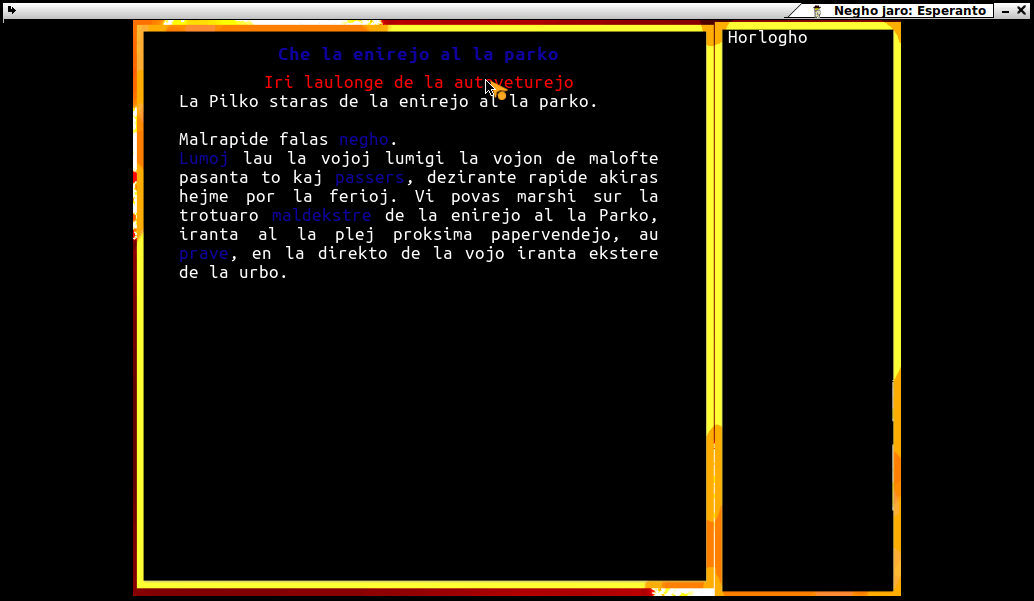 Negho jaro: Esperanto
Che la enirejo al la parko
Iri laulonge de la autoveturejo
La Pilko staras de la enirejo al la parko.
Malrapide falas negho.
Lumoj lau la vojoj lumigi la vojon de malofte
pasanta to kaj passers, dezirante rapide akiras
hejme por la ferioj. Vi povas marshi sur la
trotuaro maldekstre de la enirejo al la Parko,
iranta al la plej proksima papervendejo, au
prave, en la direkto de la vojo iranta ekstere
de la urbo.
Horlogho